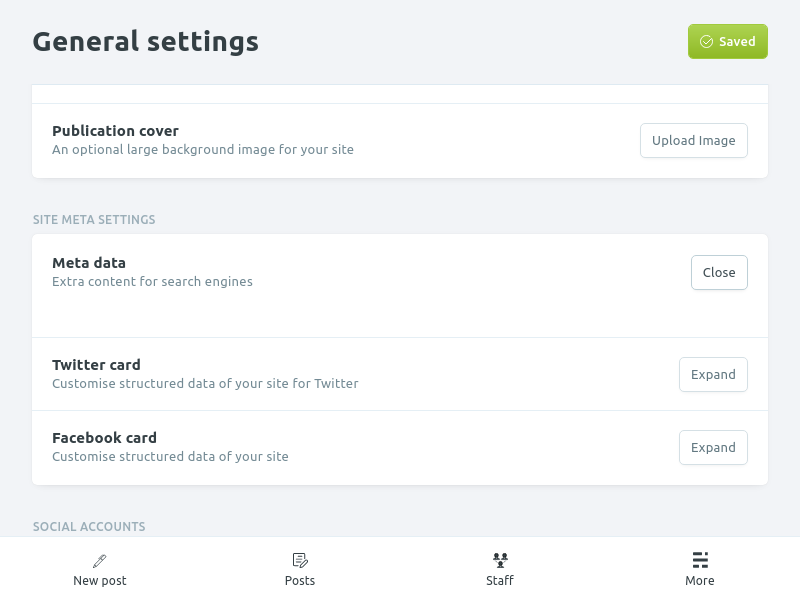 General settings
Saved
Publication cover
An optional large background image for your site
Upload Image
SITE META SETTINGS
Meta data
Extra content for search engines
Close
Twitter card
Customise structured data of your site for Twitter
Expand
Facebook card
Customise structured data of your site
Expand
SOCIAL ACCOUNTS
New post
Posts
Staff
More